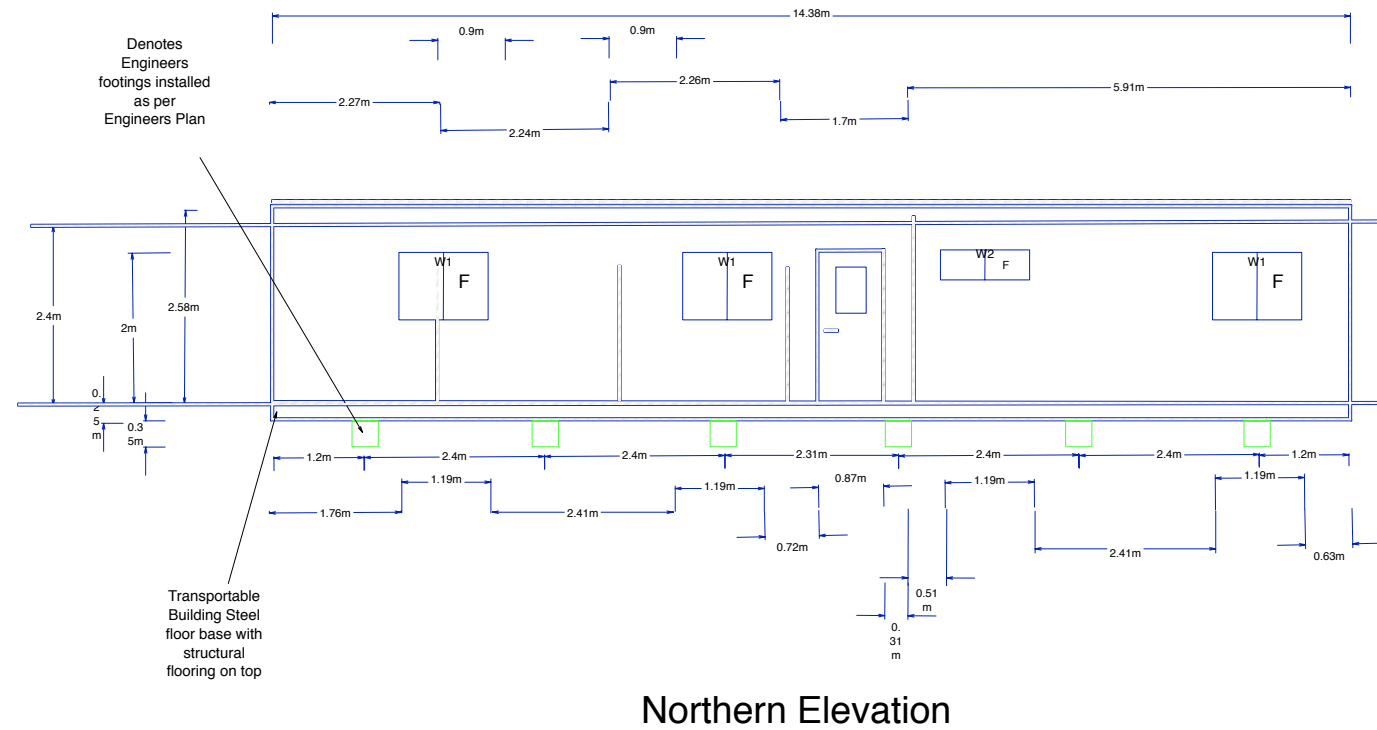 14.38m
0.9m
0.9m
Denotes
Engineers
footings installed
as per
Engineers Plan
2.26m
5.91m
2.27m
1.7m
2.24m
W1
F
W1
F
W2
F
W1
F
2.58m
2.4m
2m
0.
2
5
m
0.3
5m
1.2m
2.4m
2.4m
2.31m
2.4m
2.4m
1.2m
1.19m
1.19m
0.87m
1.19m
1.19m
1.76m
2.41m
0.72m
2.41m
0.63m
0.51
m
0.
31
m
Transportable
Building Steel
floor base with
structural
flooring on top
Northern Elevation